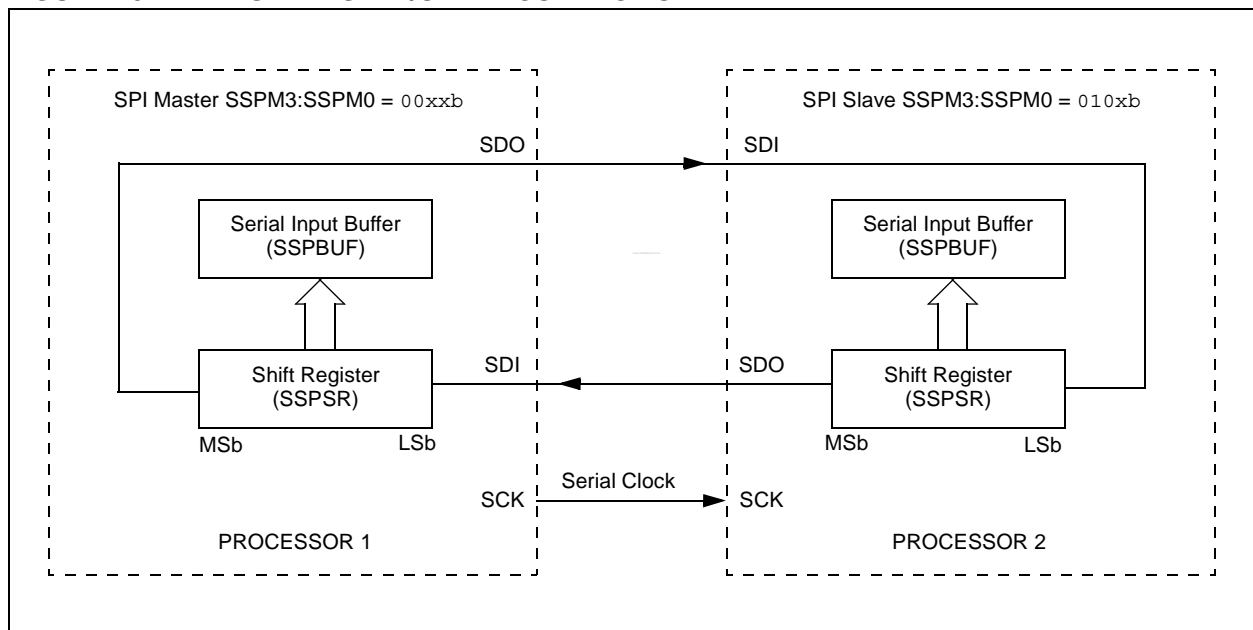 SPI Master SSPM3:SSPM0 = 00xxb
SPI Slave SSPM3:SSPM0 = 010xb
SDO
SDI
Serial Input Buffer
(SSPBUF)
Serial Input Buffer
(SSPBUF)
Shift Register
(SSPSR)
SDI
SDO
Shift Register
(SSPSR)
MSb
LSb
MSb
LSb
SCK
Serial Clock
SCK
PROCESSOR 1
PROCESSOR 2